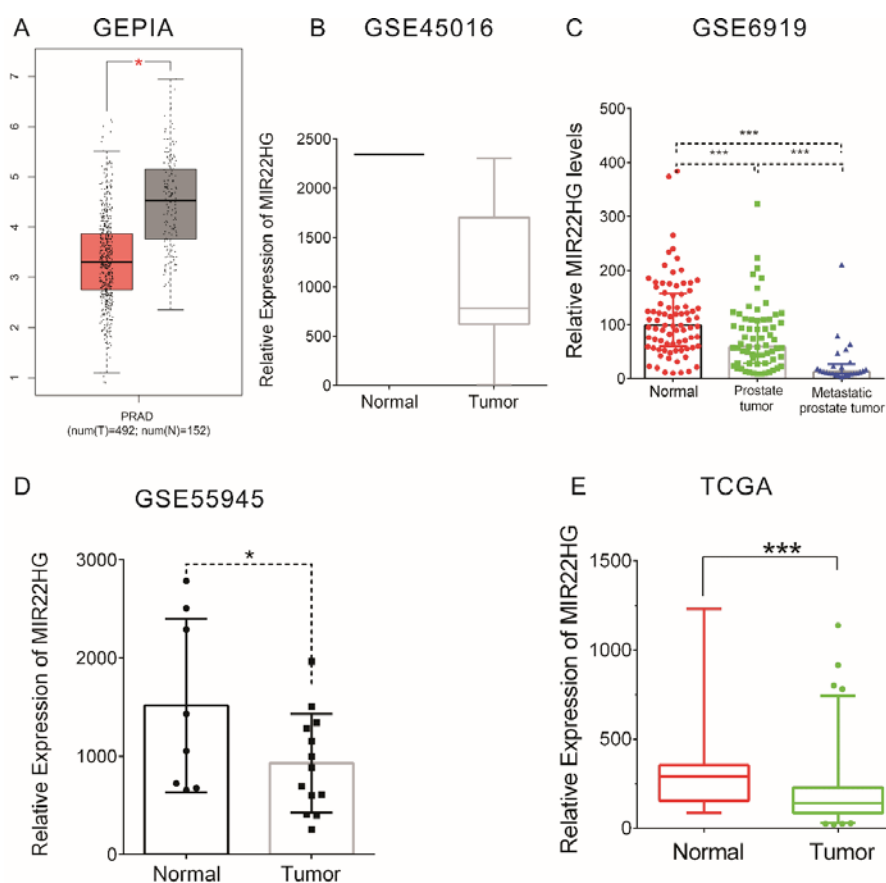 A
GEPIA
*
7
6
5
4
3
2
1
PRAD
(num(T)=492; num(N)=152)
B
GSE45016
Relative Expression of MIR22HG
2500
2000
1500
1000
500
0
Normal
Tumor
C
GSE6919
Relative MIR22HG levels
500
400
300
200
100
0
***
*** ***
Normal
Prostate
tumor
Metastatic
prostate tumor
D
GSE55945
Relative Expression of MIR22HG
3000
2000
1000
0
*
Normal
Tumor
E
TCGA
Relative Expression of MIR22HG
1500
1000
500
0
***
Normal
Tumor